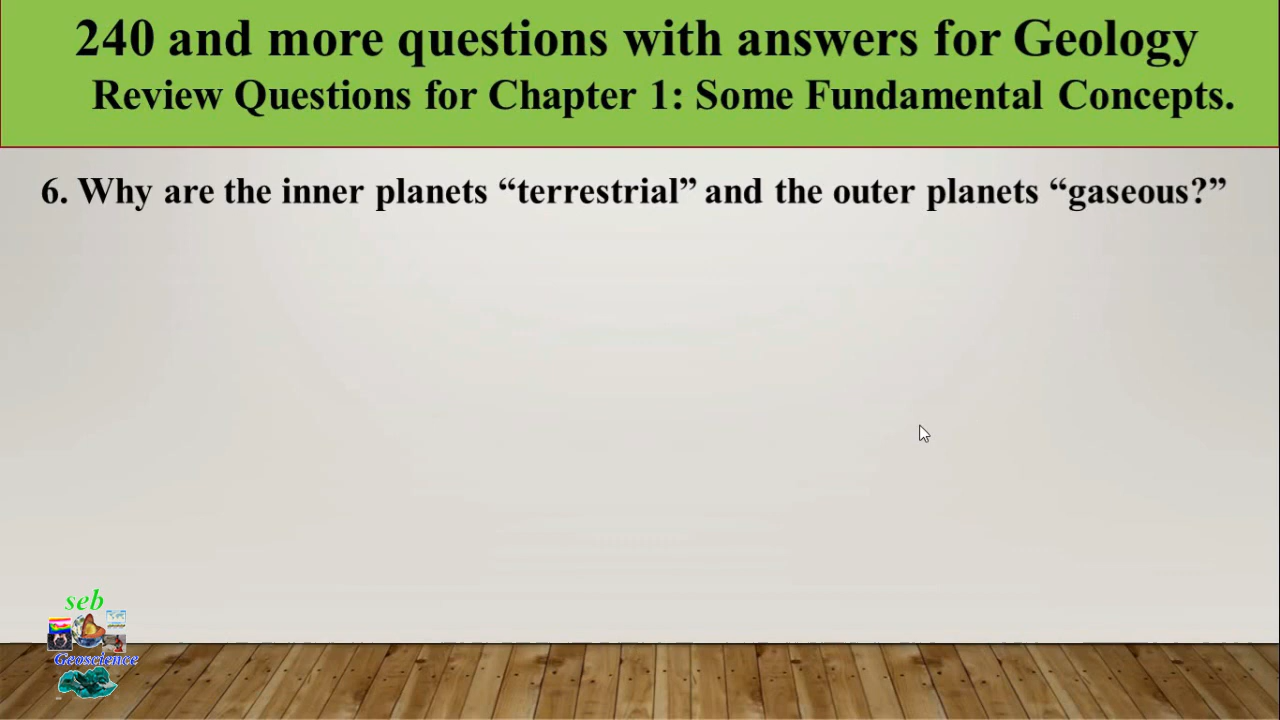 240 and more questions with answers for Geology
Review Questions for Chapter 1: Some Fundamental Concepts.
6. Why are the inner planets “terrestrial” and the outer planets “gaseous?”
seb
Geoscience